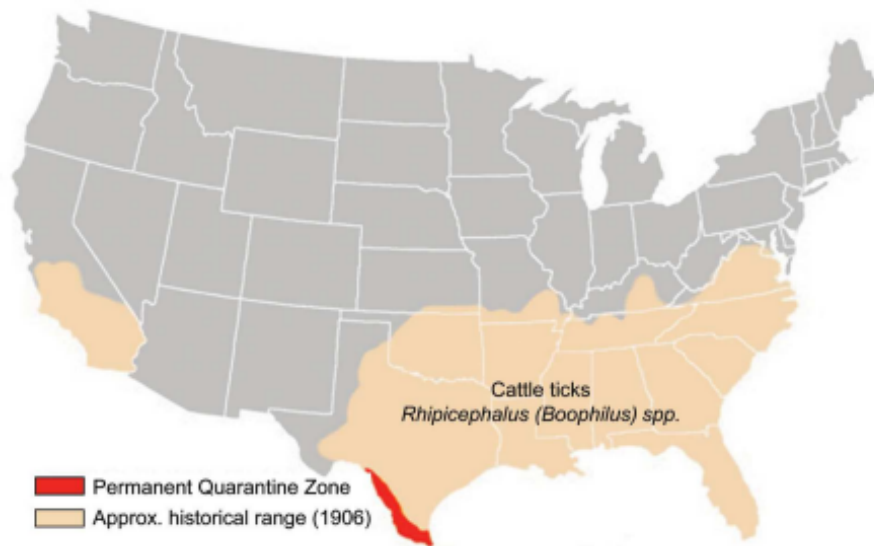 Cattle ticks
Rhipicephalus (Boophilus) spp.
Permanent Quarantine Zone
Approx. historical range (1906)